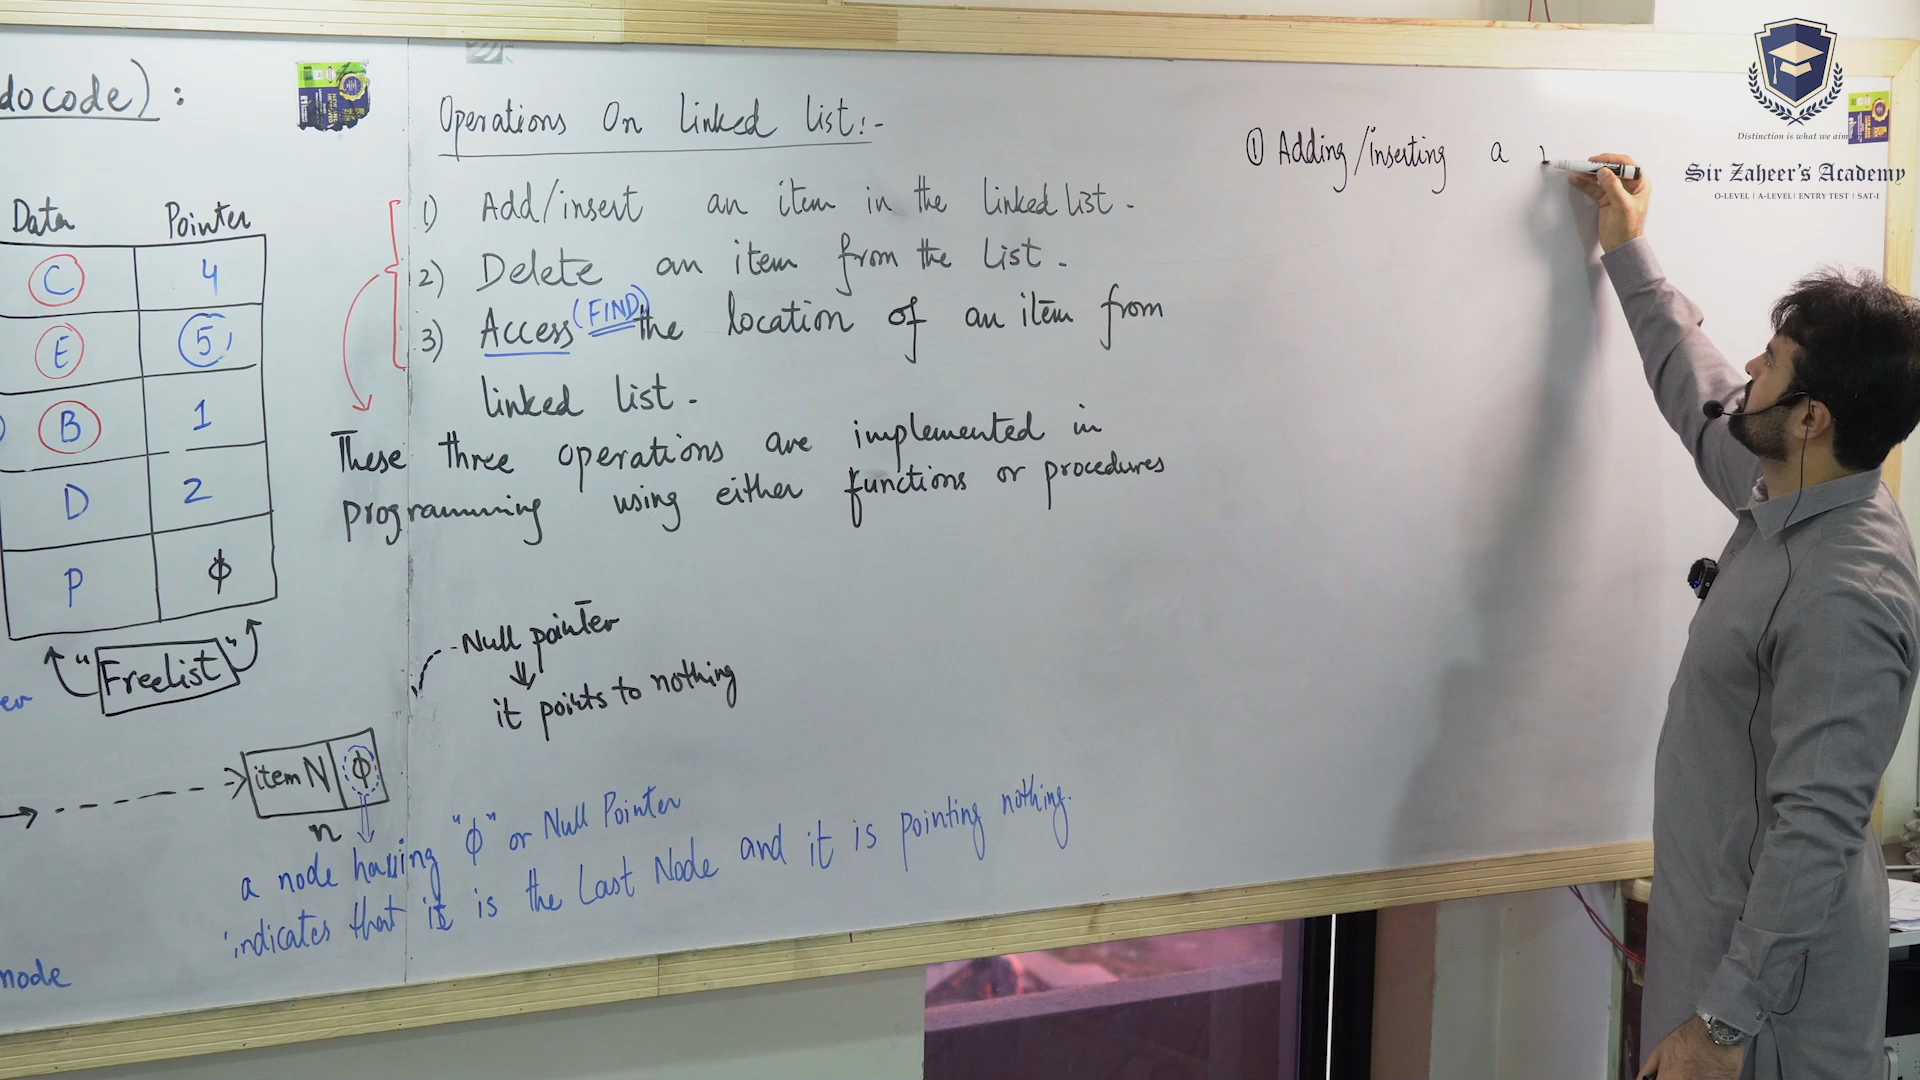 docode) :
Data Pointer
C 4
E 5
B 1
D 2
P φ
"Freelist"
itemN φ
n
node
Operations On Linked List:-
1) Add/insert an item in the linked list.
2) Delete an item from the List.
3) Access (FIND) the location of an item from
linked list.
These three operations are implemented in
programming using either functions or procedures
Null pointer
it points to nothing
a node having "φ" or Null Pointer
indicates that it is the Last Node and it is pointing nothing.
① Adding/inserting a
Distinction is what we aim
Sir Zaheer's Academy
O-LEVEL | A-LEVEL | ENTRY TEST | SAT-I